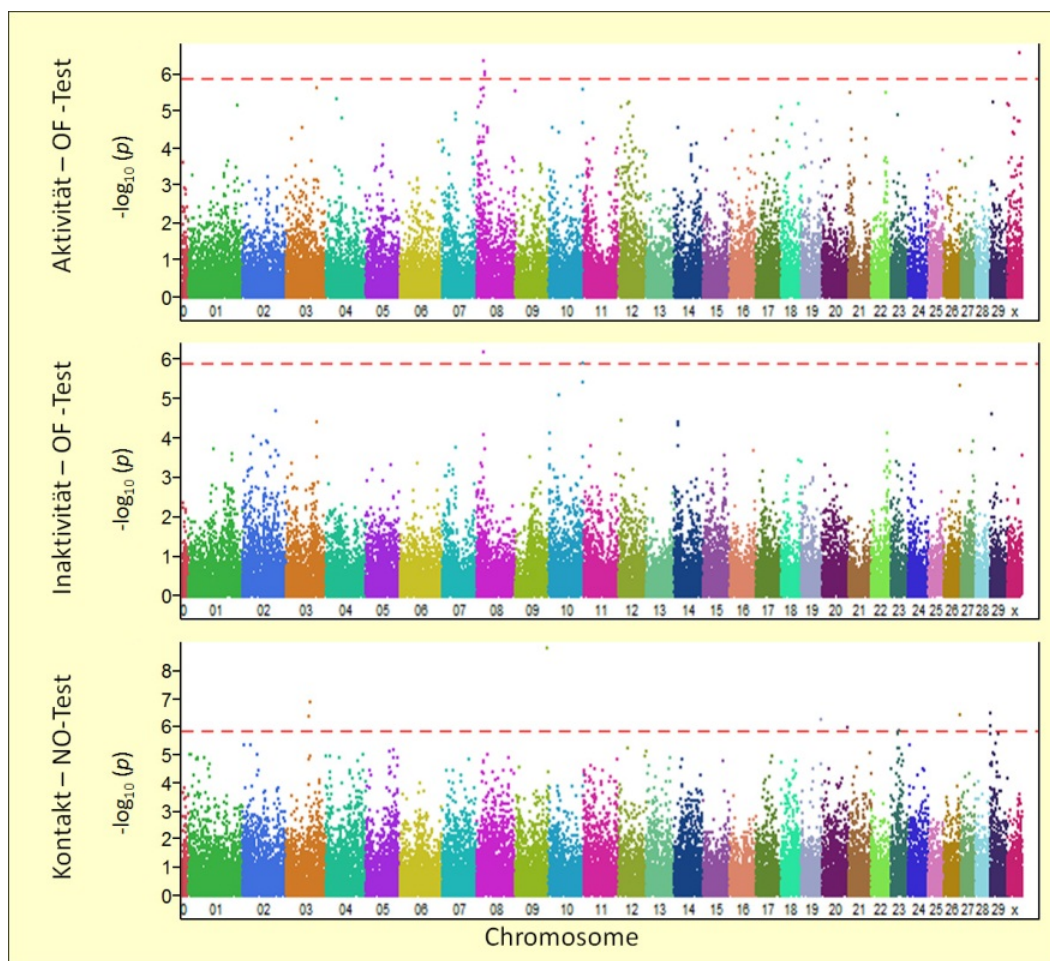 Aktivität – OF -Test
-log₁₀ (p)
6
5
4
3
2
1
0
0 01 02 03 04 05 06 07 08 09 10 11 12 13 14 15 16 17 18 19 20 21 22 23 24 25 26 27 28 29 x
Inaktivität – OF -Test
-log₁₀ (p)
6
5
4
3
2
1
0
0 01 02 03 04 05 06 07 08 09 10 11 12 13 14 15 16 17 18 19 20 21 22 23 24 25 26 27 28 29 x
Kontakt – NO-Test
-log₁₀ (p)
8
7
6
5
4
3
2
1
0
0 01 02 03 04 05 06 07 08 09 10 11 12 13 14 15 16 17 18 19 20 21 22 23 24 25 26 27 28 29 x
Chromosome